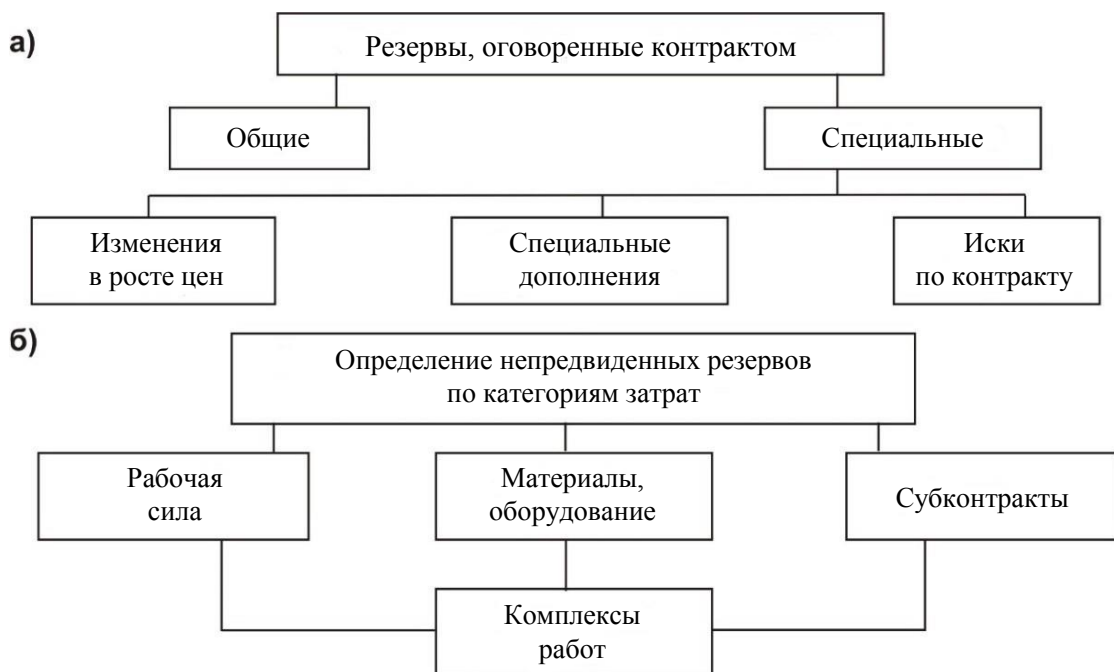 а)
Резервы, оговоренные контрактом
Общие
Специальные
Изменения
в росте цен
Специальные
дополнения
Иски
по контракту
б)
Определение непредвиденных резервов
по категориям затрат
Рабочая
сила
Материалы,
оборудование
Субконтракты
Комплексы
работ